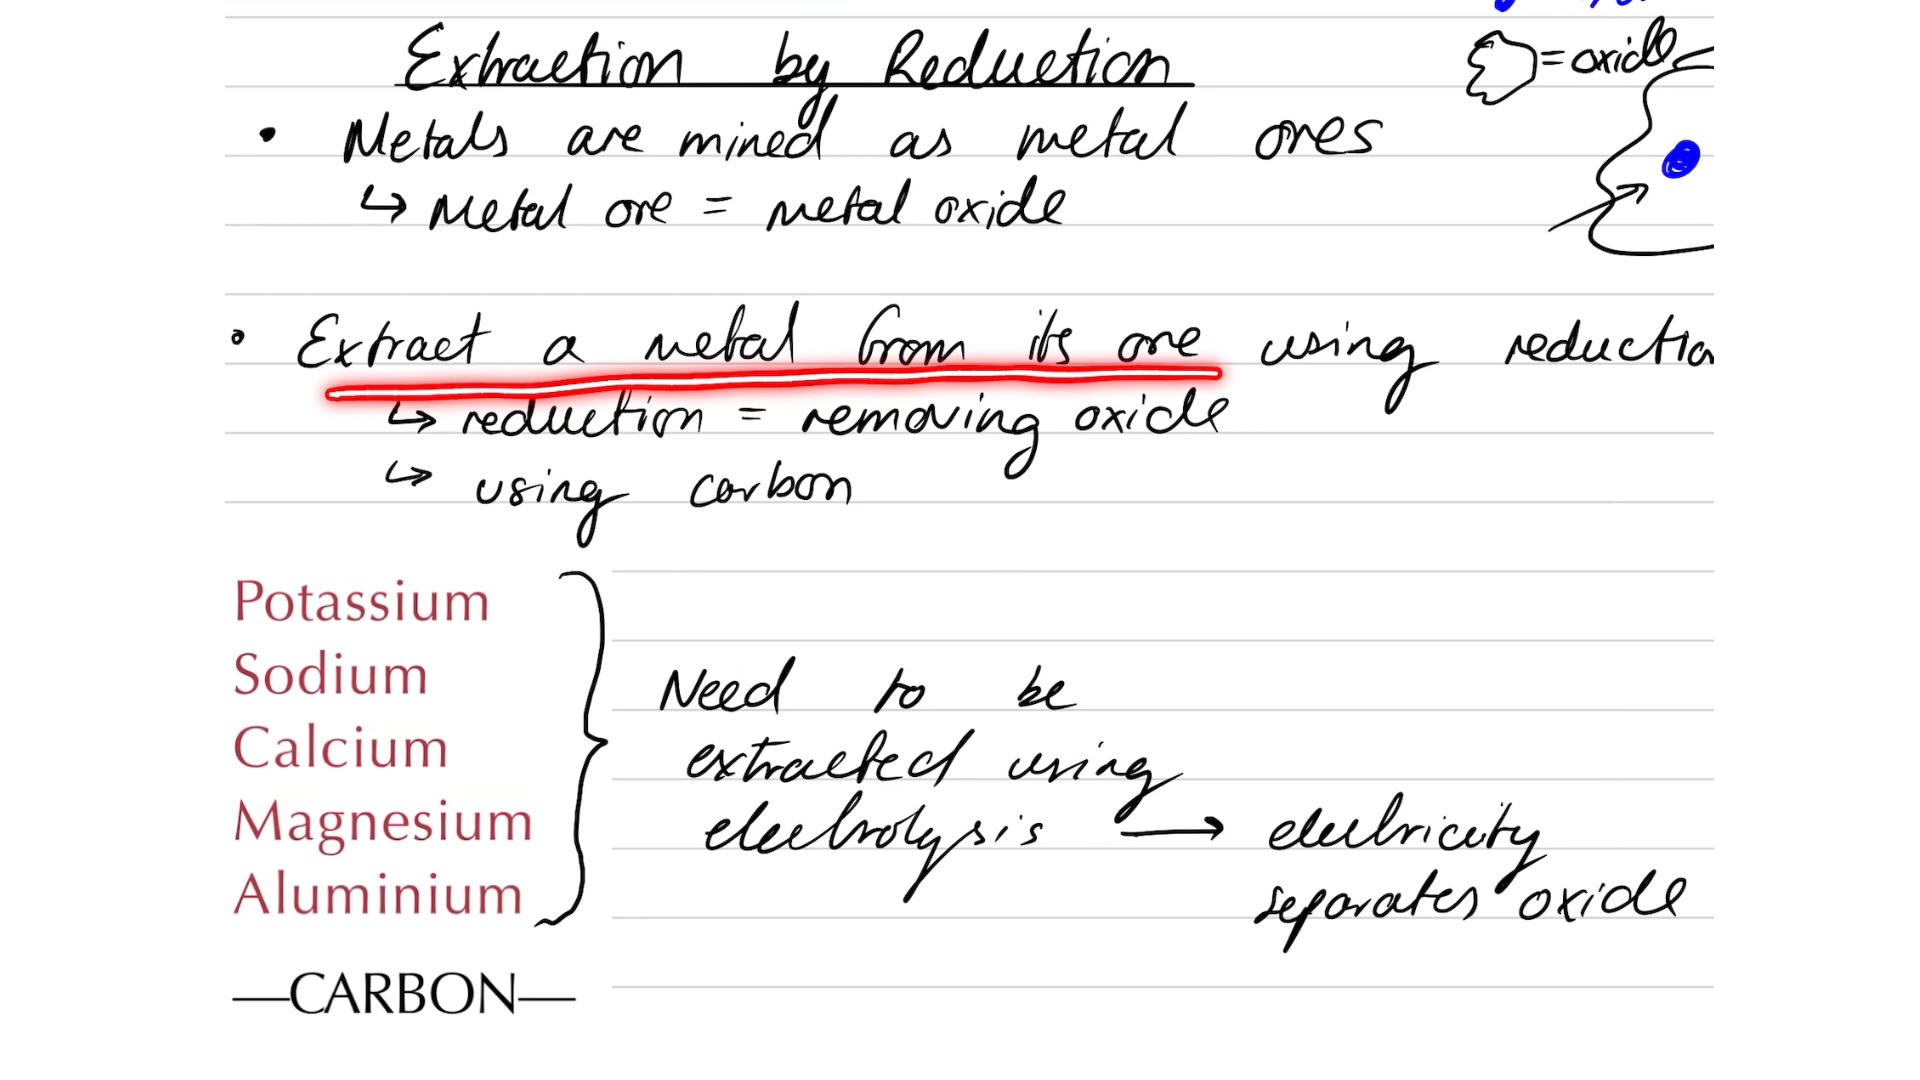 Extraction by Reduction
= oxide
• Metals are mined as metal ores
↳ Metal ore = metal oxide
• Extract a metal from its ore using reductio
↳ reduction = removing oxide
↳ using carbon
Potassium
Sodium
Calcium
Magnesium
Aluminium
Need to be
extracted using
electrolysis → electricity
separates oxide
—CARBON—